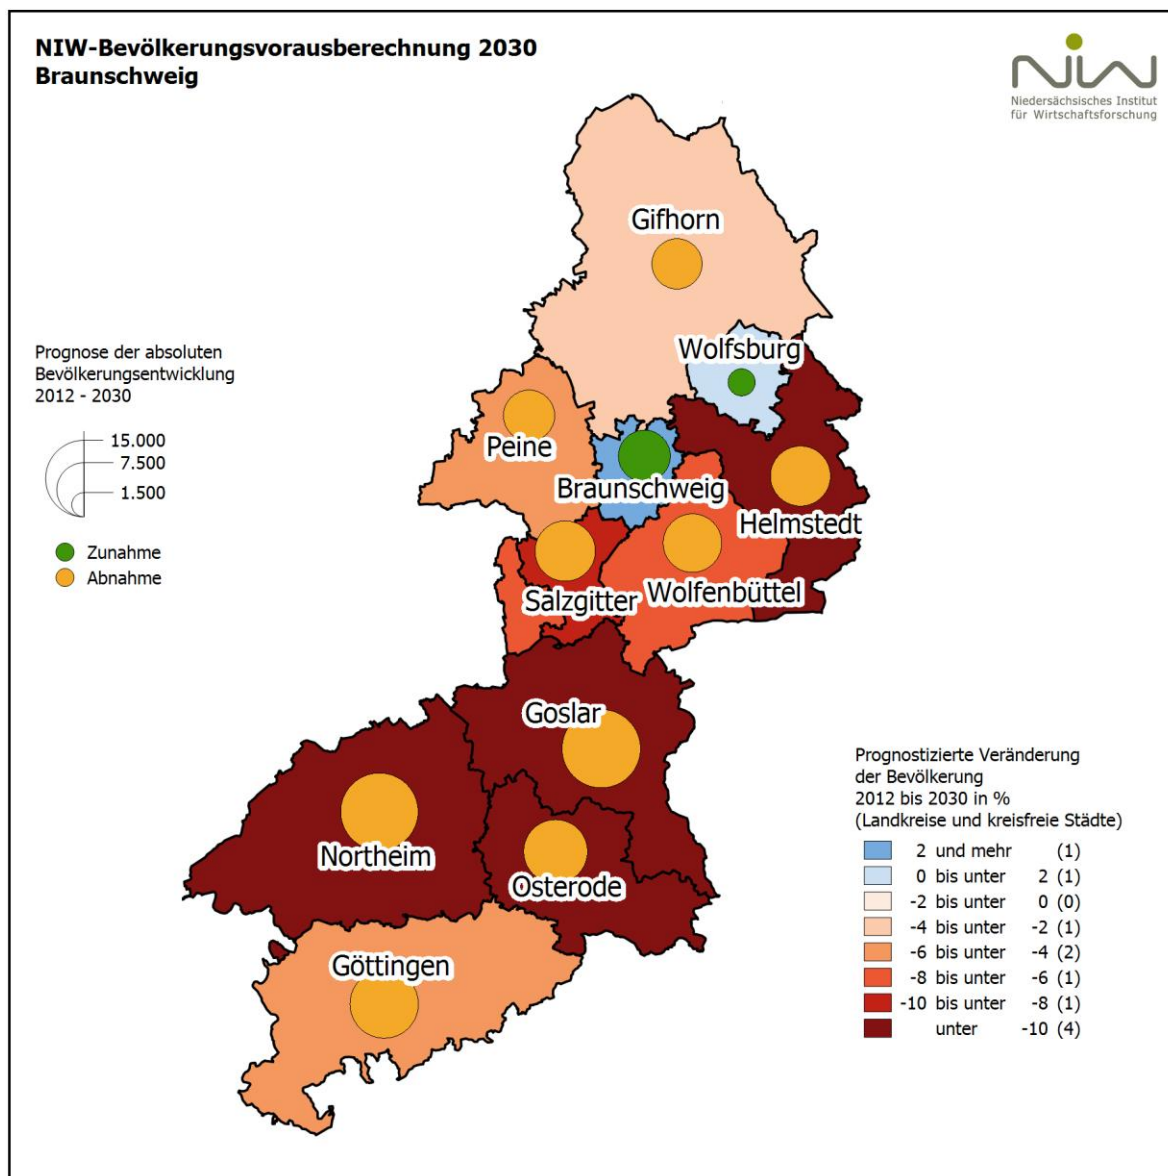 NIW-Bevölkerungsvorausberechnung 2030
Braunschweig
NIW
Niedersächsisches Institut
für Wirtschaftsforschung
Gifhorn
Wolfsburg
Prognose der absoluten
Bevölkerungsentwicklung
2012 - 2030
15.000
7.500
1.500
Zunahme
Abnahme
Peine
Braunschweig
Helmstedt
Salzgitter
Wolfenbüttel
Goslar
Northeim
Osterode
Göttingen
Prognostizierte Veränderung
der Bevölkerung
2012 bis 2030 in %
(Landkreise und kreisfreie Städte)
2 und mehr (1)
0 bis unter 2 (1)
-2 bis unter 0 (0)
-4 bis unter -2 (1)
-6 bis unter -4 (2)
-8 bis unter -6 (1)
-10 bis unter -8 (1)
unter -10 (4)